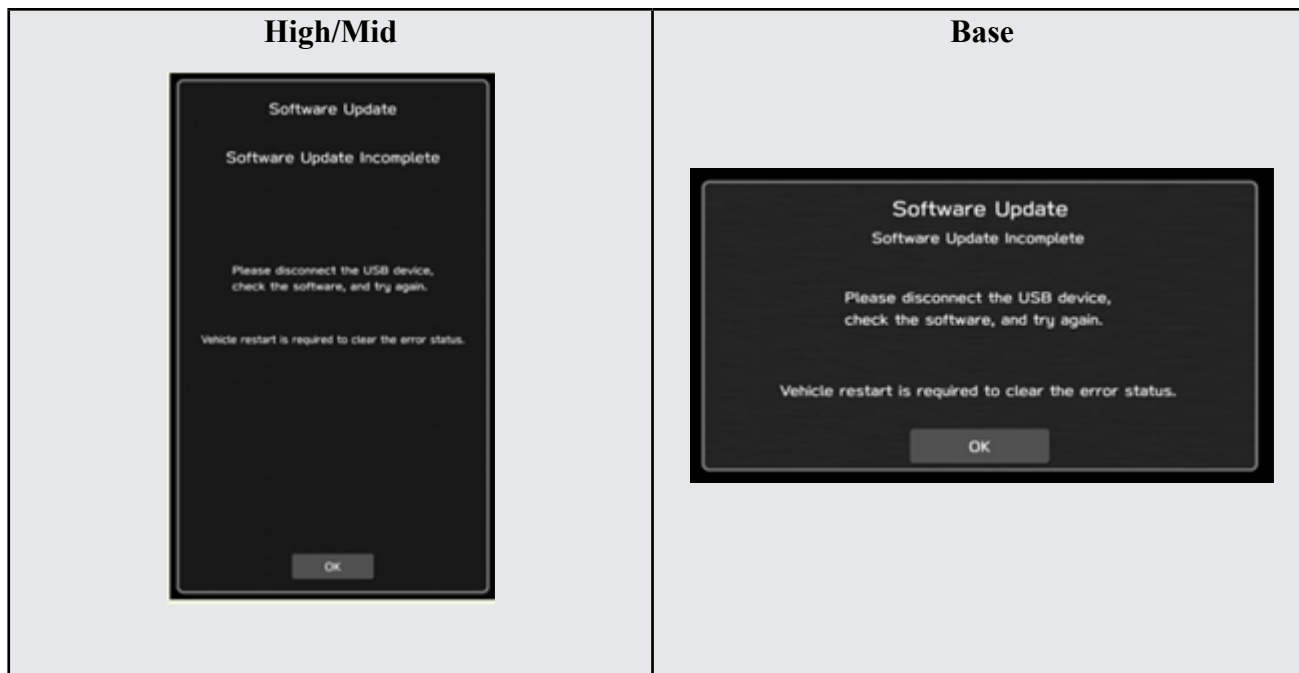 High/Mid
Software Update
Software Update Incomplete
Please disconnect the USB device,
check the software, and try again.
Vehicle restart is required to clear the error status.
OK
Base
Software Update
Software Update Incomplete
Please disconnect the USB device,
check the software, and try again.
Vehicle restart is required to clear the error status.
OK